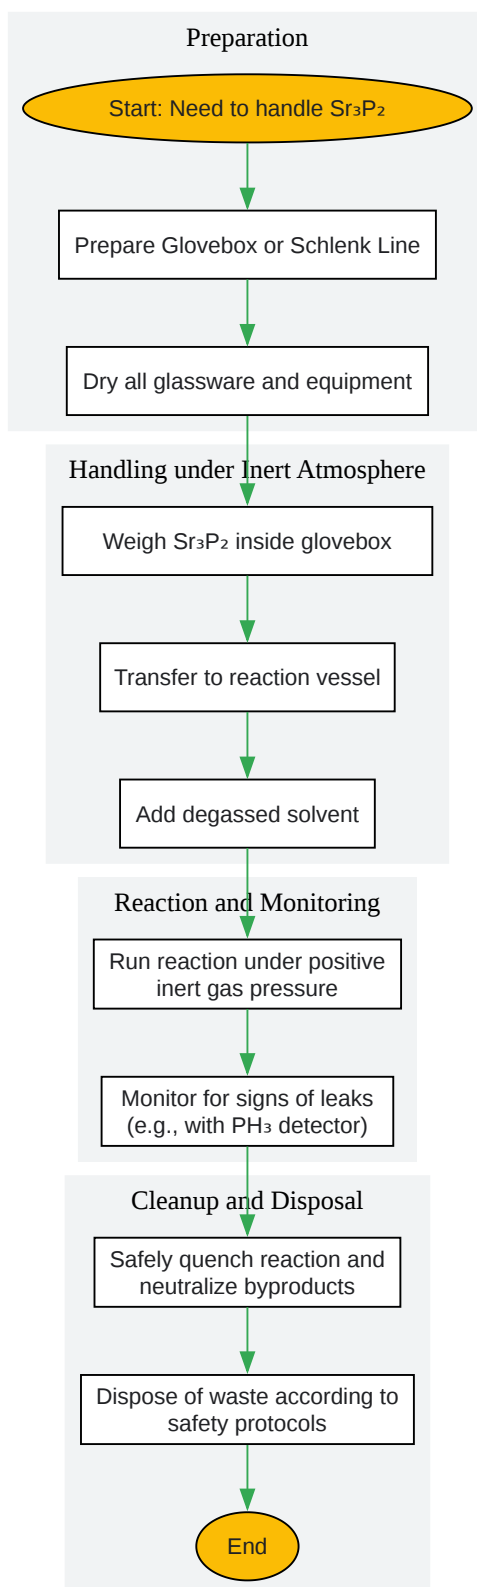 Preparation
Start: Need to handle Sr₃P₂
Prepare Glovebox or Schlenk Line
Dry all glassware and equipment
Handling under Inert Atmosphere
Weigh Sr₃P₂ inside glovebox
Transfer to reaction vessel
Add degassed solvent
Reaction and Monitoring
Run reaction under positive
inert gas pressure
Monitor for signs of leaks
(e.g., with PH₃ detector)
Cleanup and Disposal
Safely quench reaction and
neutralize byproducts
Dispose of waste according to
safety protocols
End